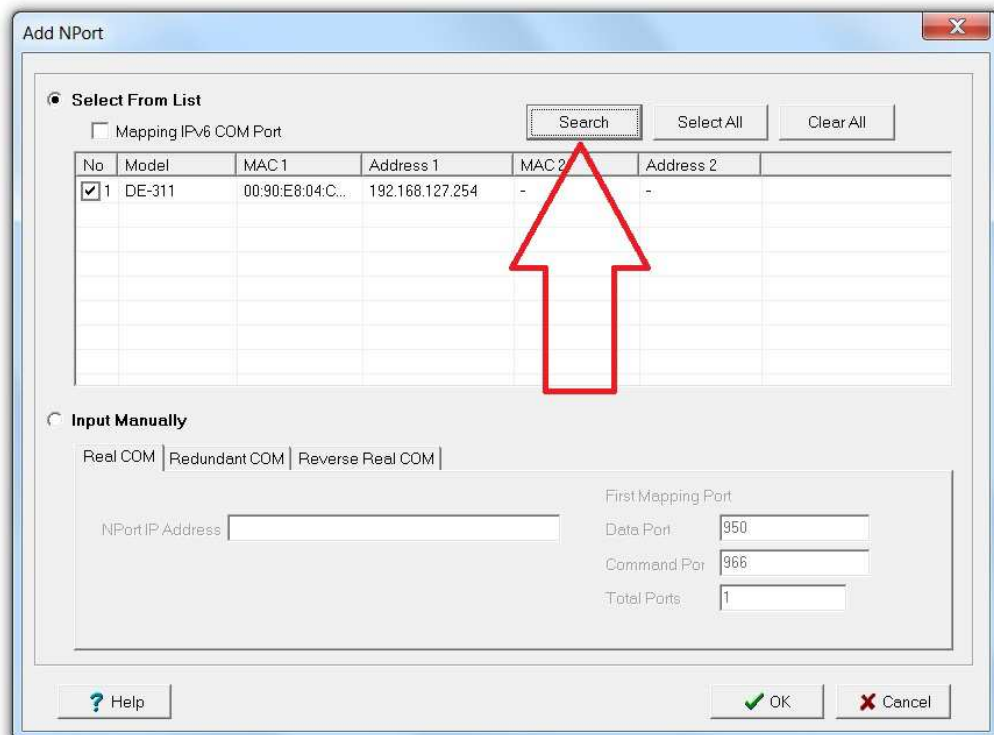 Add NPort
Select From List
Mapping IPv6 COM Port
Search
Select All
Clear All
No Model MAC 1 Address 1 MAC 2 Address 2
1 DE-311 00:90:E8:04:C... 192.168.127.254 - -
Input Manually
Real COM Redundant COM Reverse Real COM
First Mapping Port
NPort IP Address
Data Port 950
Command Por 966
Total Ports 1
? Help
OK
Cancel